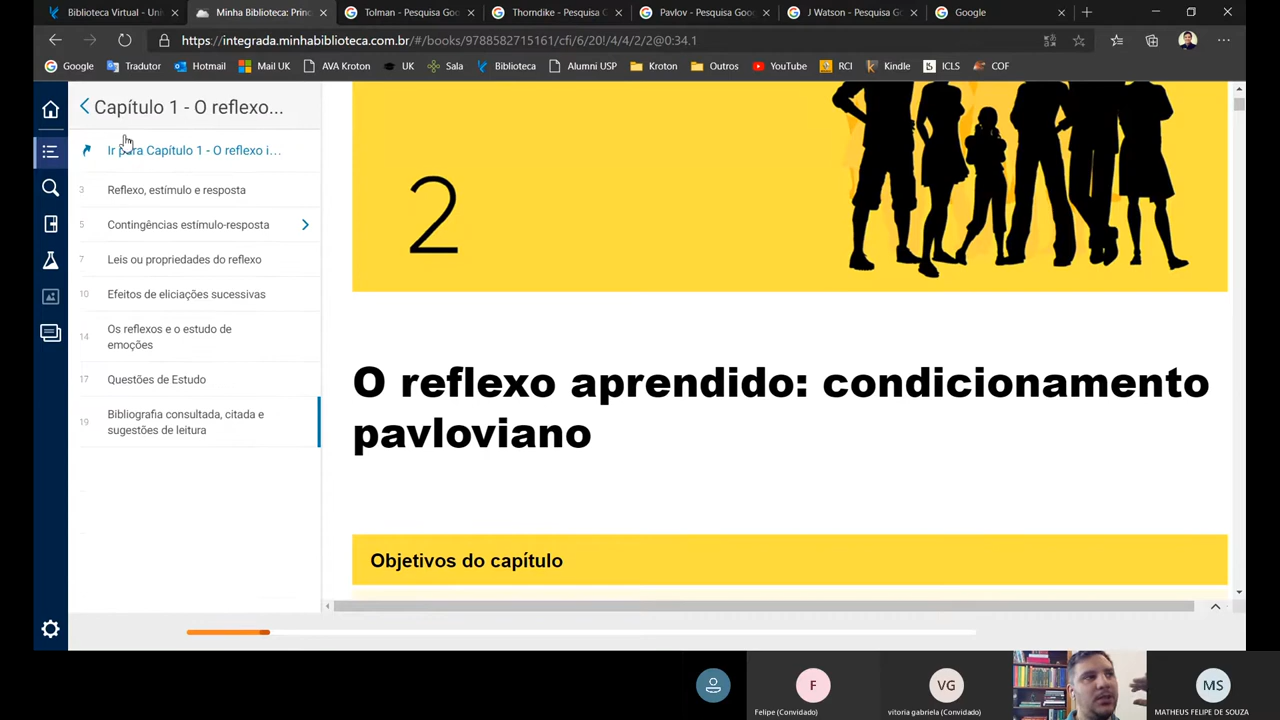 Biblioteca Virtual - Uni
Minha Biblioteca: Princ
Tolman - Pesquisa Goo
Thorndike - Pesquisa G
Pavlov - Pesquisa Goo
J Watson - Pesquisa Go
Google
https://integrada.minhabiblioteca.com.br/#/books/9788582715161/cfi/6/20!/4/4/2/2@0:34.1
Google
Tradutor
Hotmail
Mail UK
AVA Kroton
UK
Sala
Biblioteca
Alumni USP
Kroton
Outros
YouTube
RCI
Kindle
ICLS
COF
Capítulo 1 - O reflexo...
Ir para Capítulo 1 - O reflexo i...
3 Reflexo, estímulo e resposta
5 Contingências estímulo-resposta
7 Leis ou propriedades do reflexo
10 Efeitos de eliciações sucessivas
14 Os reflexos e o estudo de
emoções
17 Questões de Estudo
19 Bibliografia consultada, citada e
sugestões de leitura
2
O reflexo aprendido: condicionamento
pavloviano
Objetivos do capítulo
F
Felipe (Convidado)
VG
vitoria gabriela (Convidado)
MS
MATHEUS FELIPE DE SOUZA